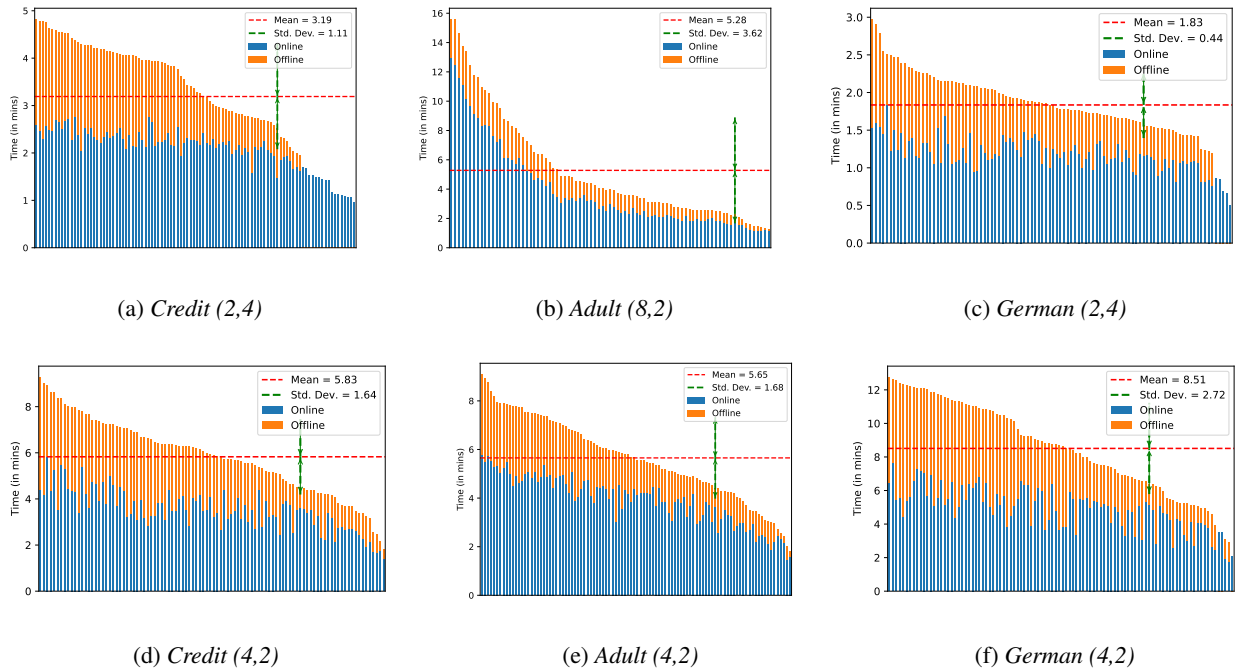 Mean = 3.19
Std. Dev. = 1.11
Online
Offline
Time (in mins)
5
4
3
2
1
0
(a) Credit (2,4)
Mean = 5.28
Std. Dev. = 3.62
Online
Offline
Time (in mins)
16
14
12
10
8
6
4
2
0
(b) Adult (8,2)
Mean = 1.83
Std. Dev. = 0.44
Online
Offline
Time (in mins)
3.0
2.5
2.0
1.5
1.0
0.5
0.0
(c) German (2,4)
Mean = 5.83
Std. Dev. = 1.64
Online
Offline
Time (in mins)
8
6
4
2
0
(d) Credit (4,2)
Mean = 5.65
Std. Dev. = 1.68
Online
Offline
Time (in mins)
8
6
4
2
0
(e) Adult (4,2)
Mean = 8.51
Std. Dev. = 2.72
Online
Offline
Time (in mins)
12
10
8
6
4
2
0
(f) German (4,2)